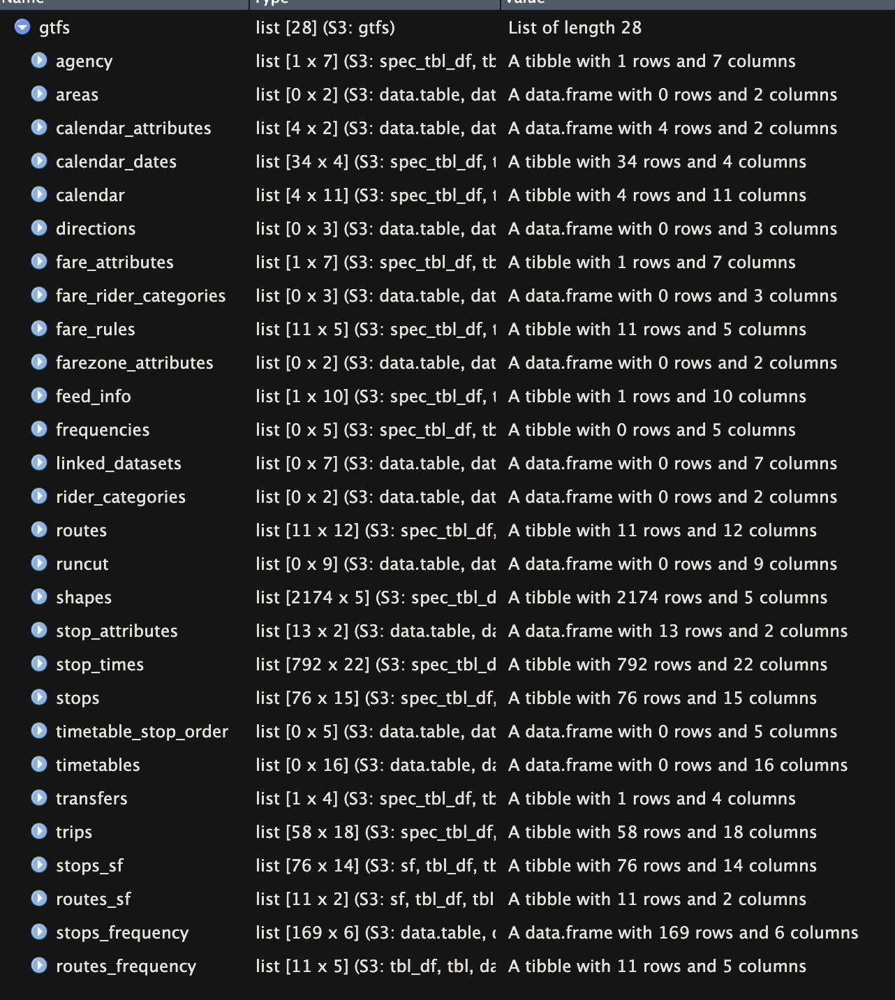 Name Type Value
gtfs list [28] (S3: gtfs) List of length 28
agency list [1 x 7] (S3: spec_tbl_df, tb A tibble with 1 rows and 7 columns
areas list [0 x 2] (S3: data.table, dat A data.frame with 0 rows and 2 columns
calendar_attributes list [4 x 2] (S3: data.table, dat A data.frame with 4 rows and 2 columns
calendar_dates list [34 x 4] (S3: spec_tbl_df, t A tibble with 34 rows and 4 columns
calendar list [4 x 11] (S3: spec_tbl_df, t A tibble with 4 rows and 11 columns
directions list [0 x 3] (S3: data.table, dat A data.frame with 0 rows and 3 columns
fare_attributes list [1 x 7] (S3: spec_tbl_df, tb A tibble with 1 rows and 7 columns
fare_rider_categories list [0 x 3] (S3: data.table, dat A data.frame with 0 rows and 3 columns
fare_rules list [11 x 5] (S3: spec_tbl_df, t A tibble with 11 rows and 5 columns
farezone_attributes list [0 x 2] (S3: data.table, dat A data.frame with 0 rows and 2 columns
feed_info list [1 x 10] (S3: spec_tbl_df, t A tibble with 1 rows and 10 columns
frequencies list [0 x 5] (S3: spec_tbl_df, tb A tibble with 0 rows and 5 columns
linked_datasets list [0 x 7] (S3: data.table, dat A data.frame with 0 rows and 7 columns
rider_categories list [0 x 2] (S3: data.table, dat A data.frame with 0 rows and 2 columns
routes list [11 x 12] (S3: spec_tbl_df, A tibble with 11 rows and 12 columns
runcut list [0 x 9] (S3: data.table, dat A data.frame with 0 rows and 9 columns
shapes list [2174 x 5] (S3: spec_tbl_d A tibble with 2174 rows and 5 columns
stop_attributes list [13 x 2] (S3: data.table, da A data.frame with 13 rows and 2 columns
stop_times list [792 x 22] (S3: spec_tbl_d A tibble with 792 rows and 22 columns
stops list [76 x 15] (S3: spec_tbl_df, A tibble with 76 rows and 15 columns
timetable_stop_order list [0 x 5] (S3: data.table, dat A data.frame with 0 rows and 5 columns
timetables list [0 x 16] (S3: data.table, da A data.frame with 0 rows and 16 columns
transfers list [1 x 4] (S3: spec_tbl_df, tb A tibble with 1 rows and 4 columns
trips list [58 x 18] (S3: spec_tbl_df, A tibble with 58 rows and 18 columns
stops_sf list [76 x 14] (S3: sf, tbl_df, tb A tibble with 76 rows and 14 columns
routes_sf list [11 x 2] (S3: sf, tbl_df, tbl A tibble with 11 rows and 2 columns
stops_frequency list [169 x 6] (S3: data.table, A data.frame with 169 rows and 6 columns
routes_frequency list [11 x 5] (S3: tbl_df, tbl, da A tibble with 11 rows and 5 columns